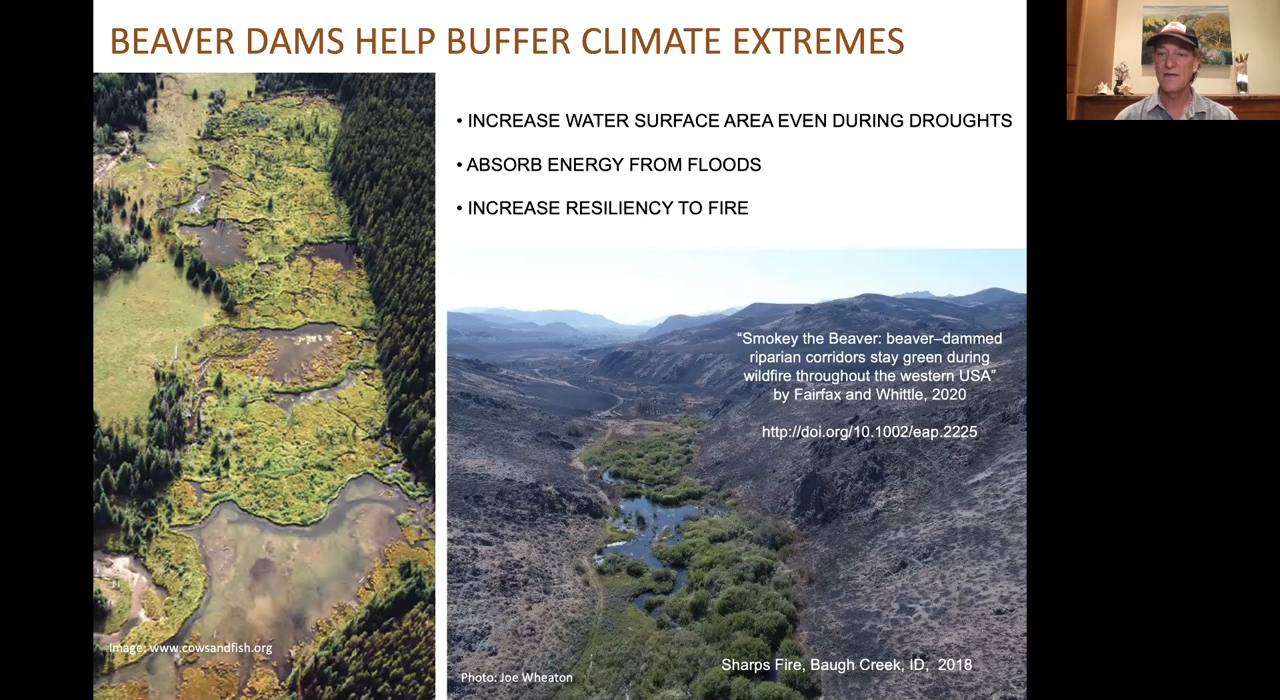 BEAVER DAMS HELP BUFFER CLIMATE EXTREMES
• INCREASE WATER SURFACE AREA EVEN DURING DROUGHTS
• ABSORB ENERGY FROM FLOODS
• INCREASE RESILIENCY TO FIRE
“Smokey the Beaver: beaver–dammed
riparian corridors stay green during
wildfire throughout the western USA”
by Fairfax and Whittle, 2020
http://doi.org/10.1002/eap.2225
Image: www.cowsandfish.org
Photo: Joe Wheaton
Sharps Fire, Baugh Creek, ID, 2018